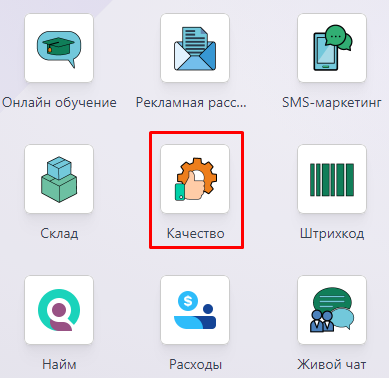 Онлайн обучение
Рекламная расс...
SMS-маркетинг
Склад
Качество
Штрихкод
Найм
Расходы
Живой чат